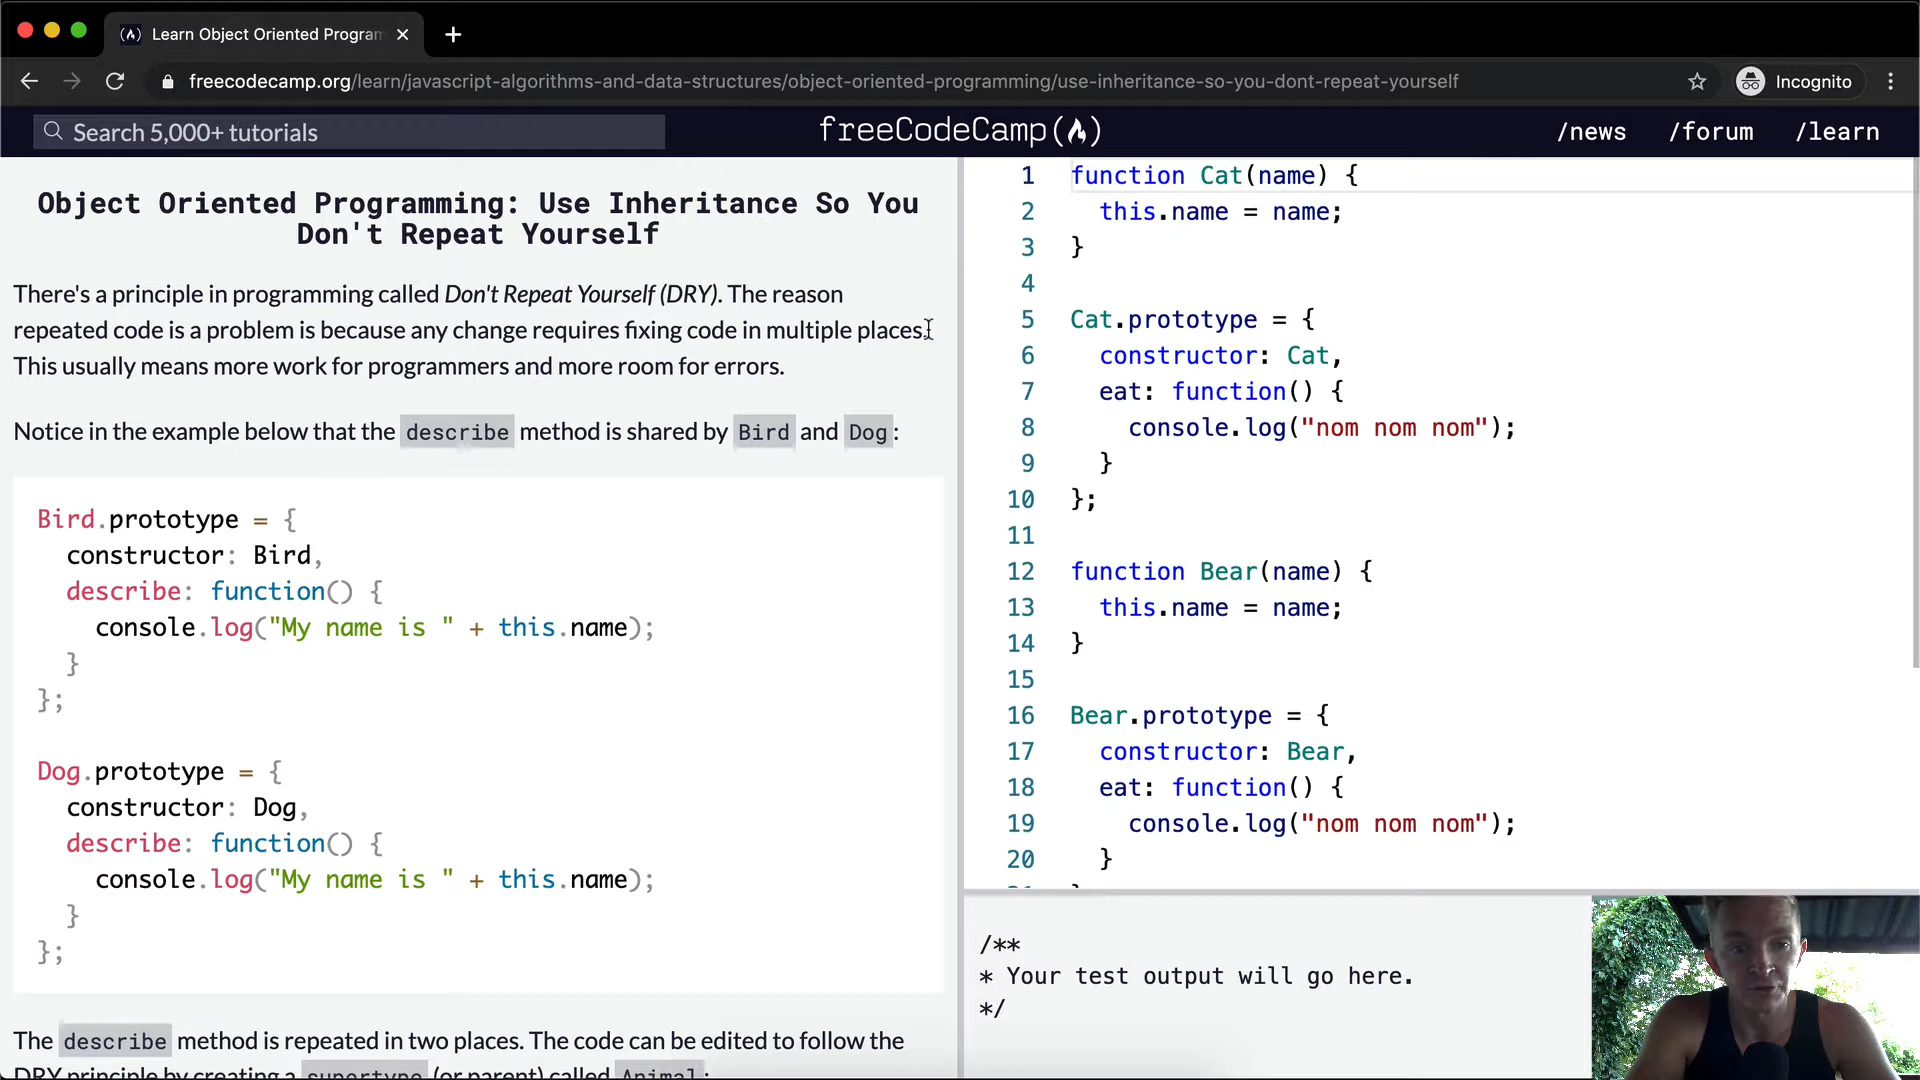 Learn Object Oriented Program
freecodecamp.org/learn/javascript-algorithms-and-data-structures/object-oriented-programming/use-inheritance-so-you-dont-repeat-yourself
Incognito
Search 5,000+ tutorials
freeCodeCamp
/news
/forum
/learn
Object Oriented Programming: Use Inheritance So You
Don't Repeat Yourself
There's a principle in programming called Don't Repeat Yourself (DRY). The reason
repeated code is a problem is because any change requires fixing code in multiple places.
This usually means more work for programmers and more room for errors.
Notice in the example below that the describe method is shared by Bird and Dog:
Bird.prototype = {
constructor: Bird,
describe: function() {
console.log("My name is " + this.name);
}
};
Dog.prototype = {
constructor: Dog,
describe: function() {
console.log("My name is " + this.name);
}
};
The describe method is repeated in two places. The code can be edited to follow the
DRY principle by creating a supertype (or parent) called Animal:
1 function Cat(name) {
2 this.name = name;
3 }
4
5 Cat.prototype = {
6 constructor: Cat,
7 eat: function() {
8 console.log("nom nom nom");
9 }
10 };
11
12 function Bear(name) {
13 this.name = name;
14 }
15
16 Bear.prototype = {
17 constructor: Bear,
18 eat: function() {
19 console.log("nom nom nom");
20 }
/**
* Your test output will go here.
*/